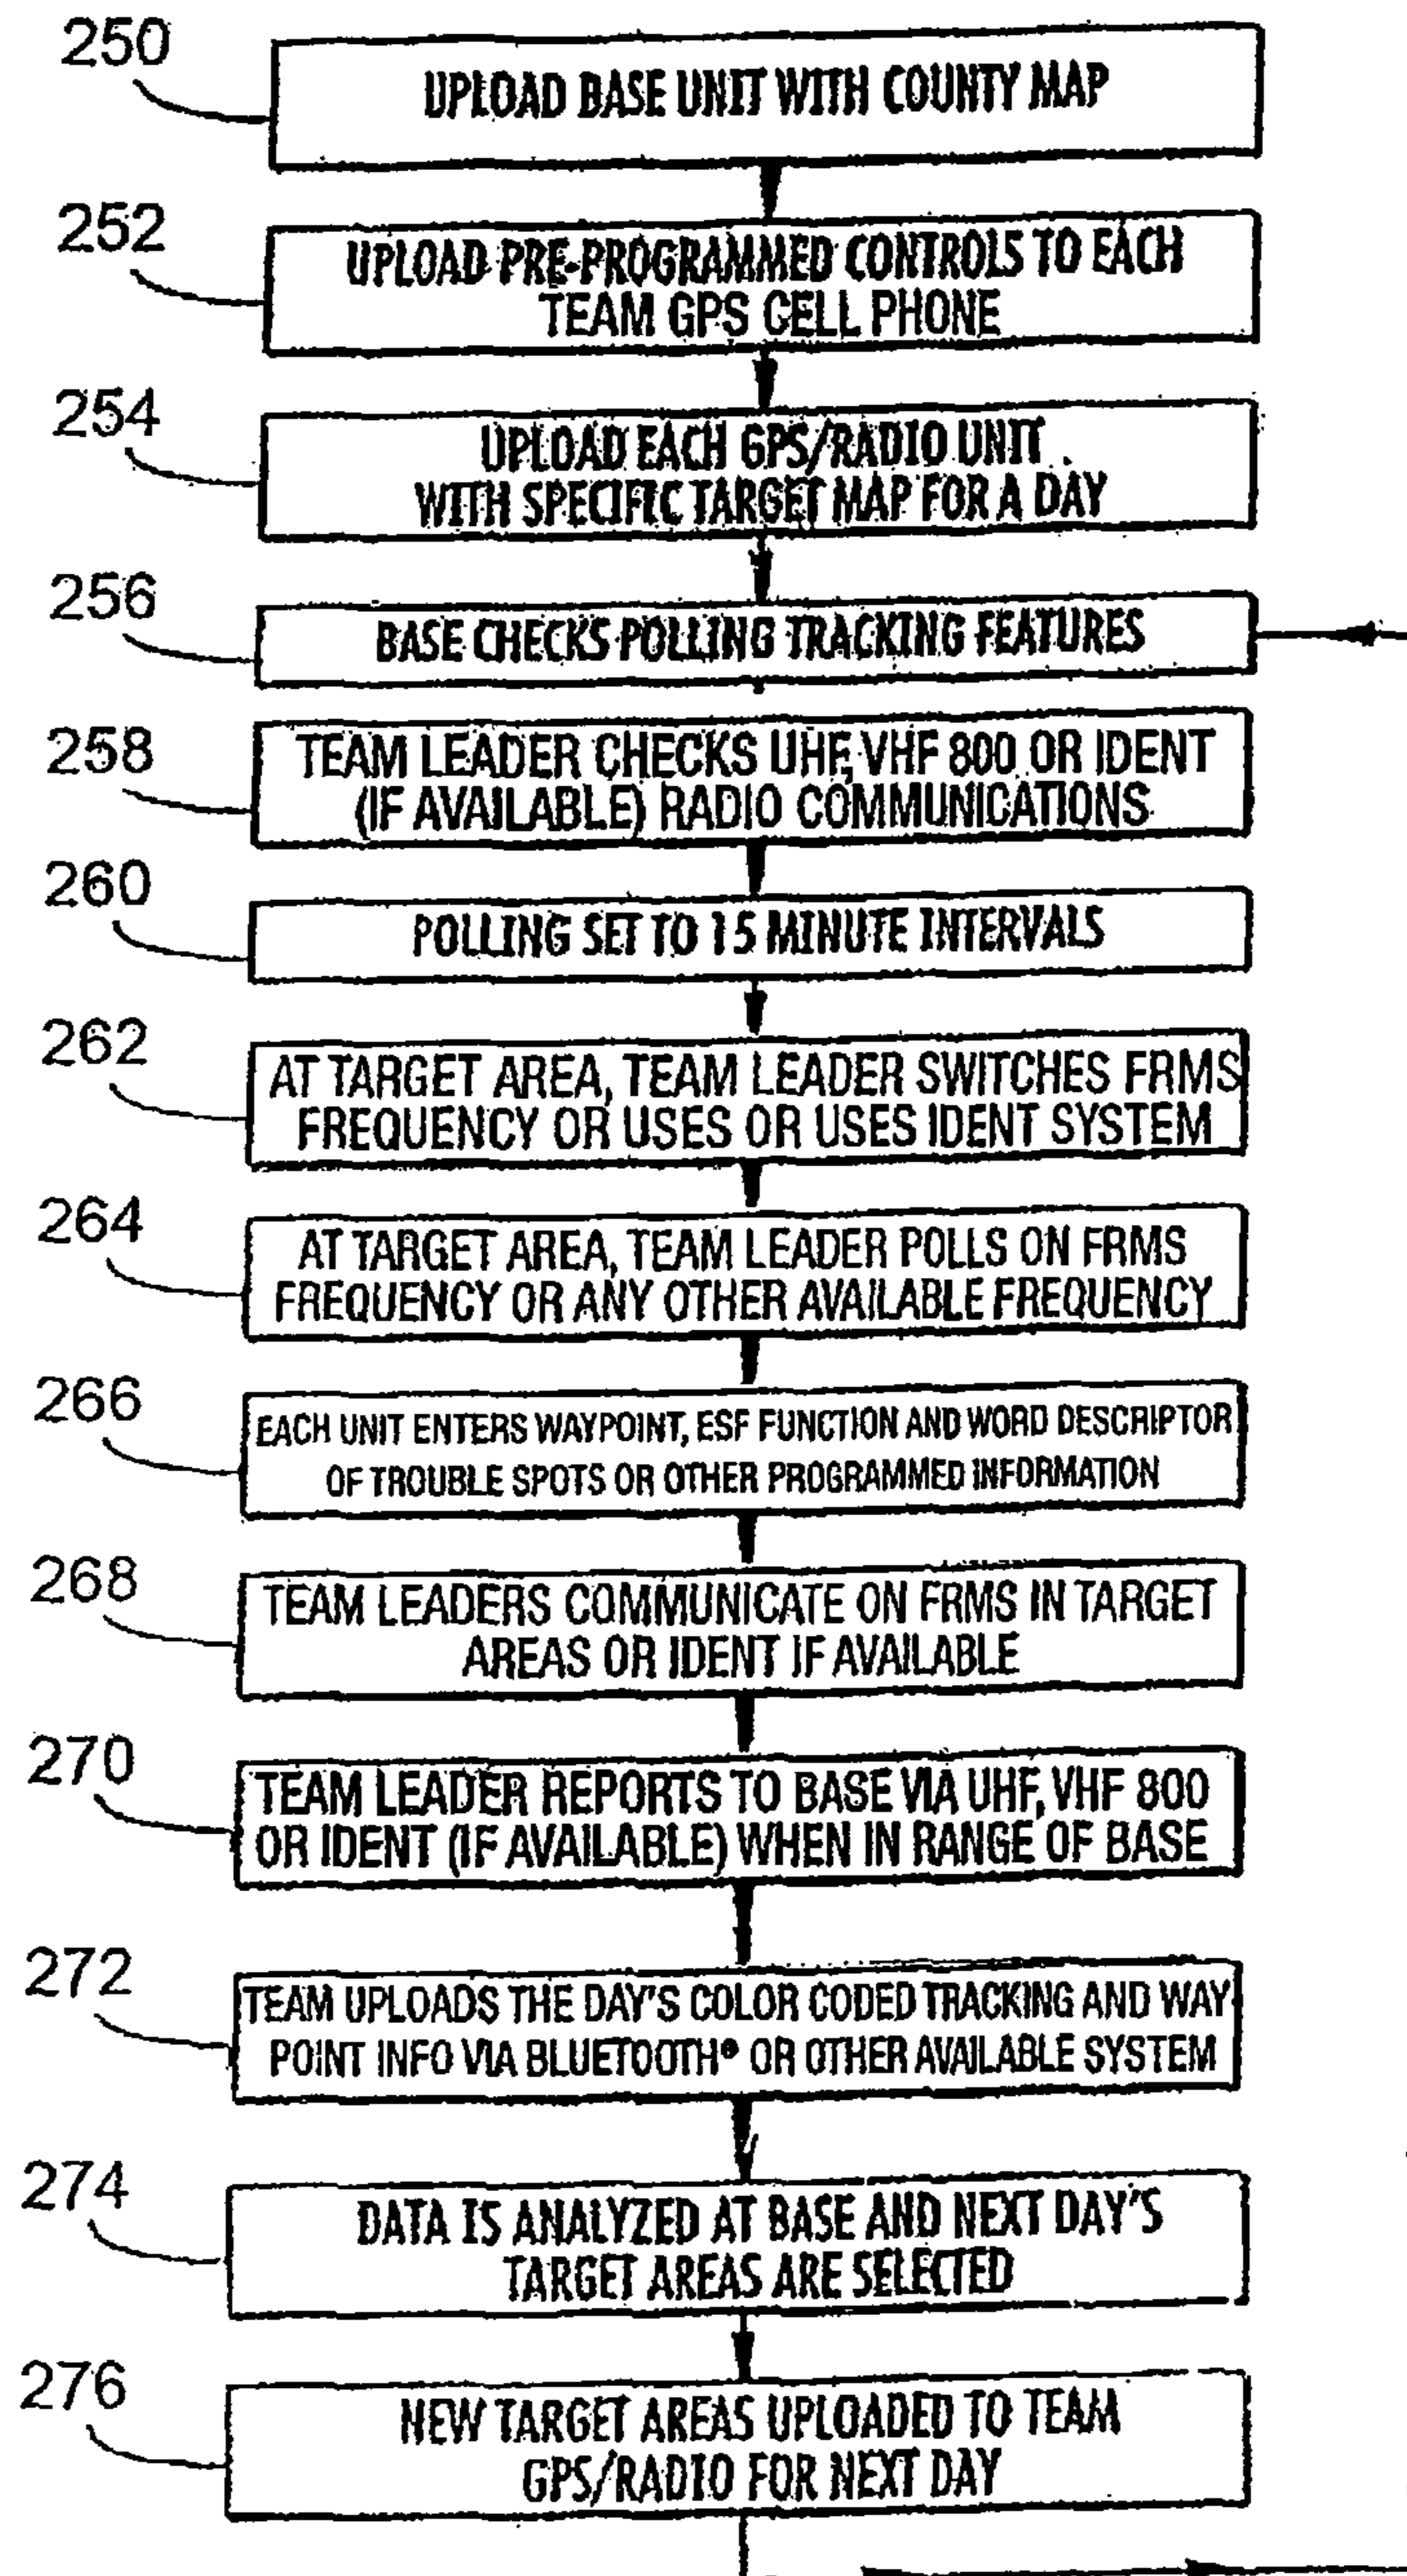 250
UPLOAD BASE UNIT WITH COUNTY MAP
252
UPLOAD PRE-PROGRAMMED CONTROLS TO EACH
TEAM GPS CELL PHONE
254
UPLOAD EACH GPS/RADIO UNIT
WITH SPECIFIC TARGET MAP FOR A DAY
256
BASE CHECKS POLLING TRACKING FEATURES
258
TEAM LEADER CHECKS UHF, VHF 800 OR IDENT
(IF AVAILABLE) RADIO COMMUNICATIONS
260
POLLING SET TO 15 MINUTE INTERVALS
262
AT TARGET AREA, TEAM LEADER SWITCHES FRMS
FREQUENCY OR USES OR USES IDENT SYSTEM
264
AT TARGET AREA, TEAM LEADER POLLS ON FRMS
FREQUENCY OR ANY OTHER AVAILABLE FREQUENCY
266
EACH UNIT ENTERS WAYPOINT, ESF FUNCTION AND WORD DESCRIPTOR
OF TROUBLE SPOTS OR OTHER PROGRAMMED INFORMATION
268
TEAM LEADERS COMMUNICATE ON FRMS IN TARGET
AREAS OR IDENT IF AVAILABLE
270
TEAM LEADER REPORTS TO BASE VIA UHF, VHF 800
OR IDENT (IF AVAILABLE) WHEN IN RANGE OF BASE
272
TEAM UPLOADS THE DAY'S COLOR CODED TRACKING AND WAY
POINT INFO VIA BLUETOOTH® OR OTHER AVAILABLE SYSTEM
274
DATA IS ANALYZED AT BASE AND NEXT DAY'S
TARGET AREAS ARE SELECTED
276
NEW TARGET AREAS UPLOADED TO TEAM
GPS/RADIO FOR NEXT DAY